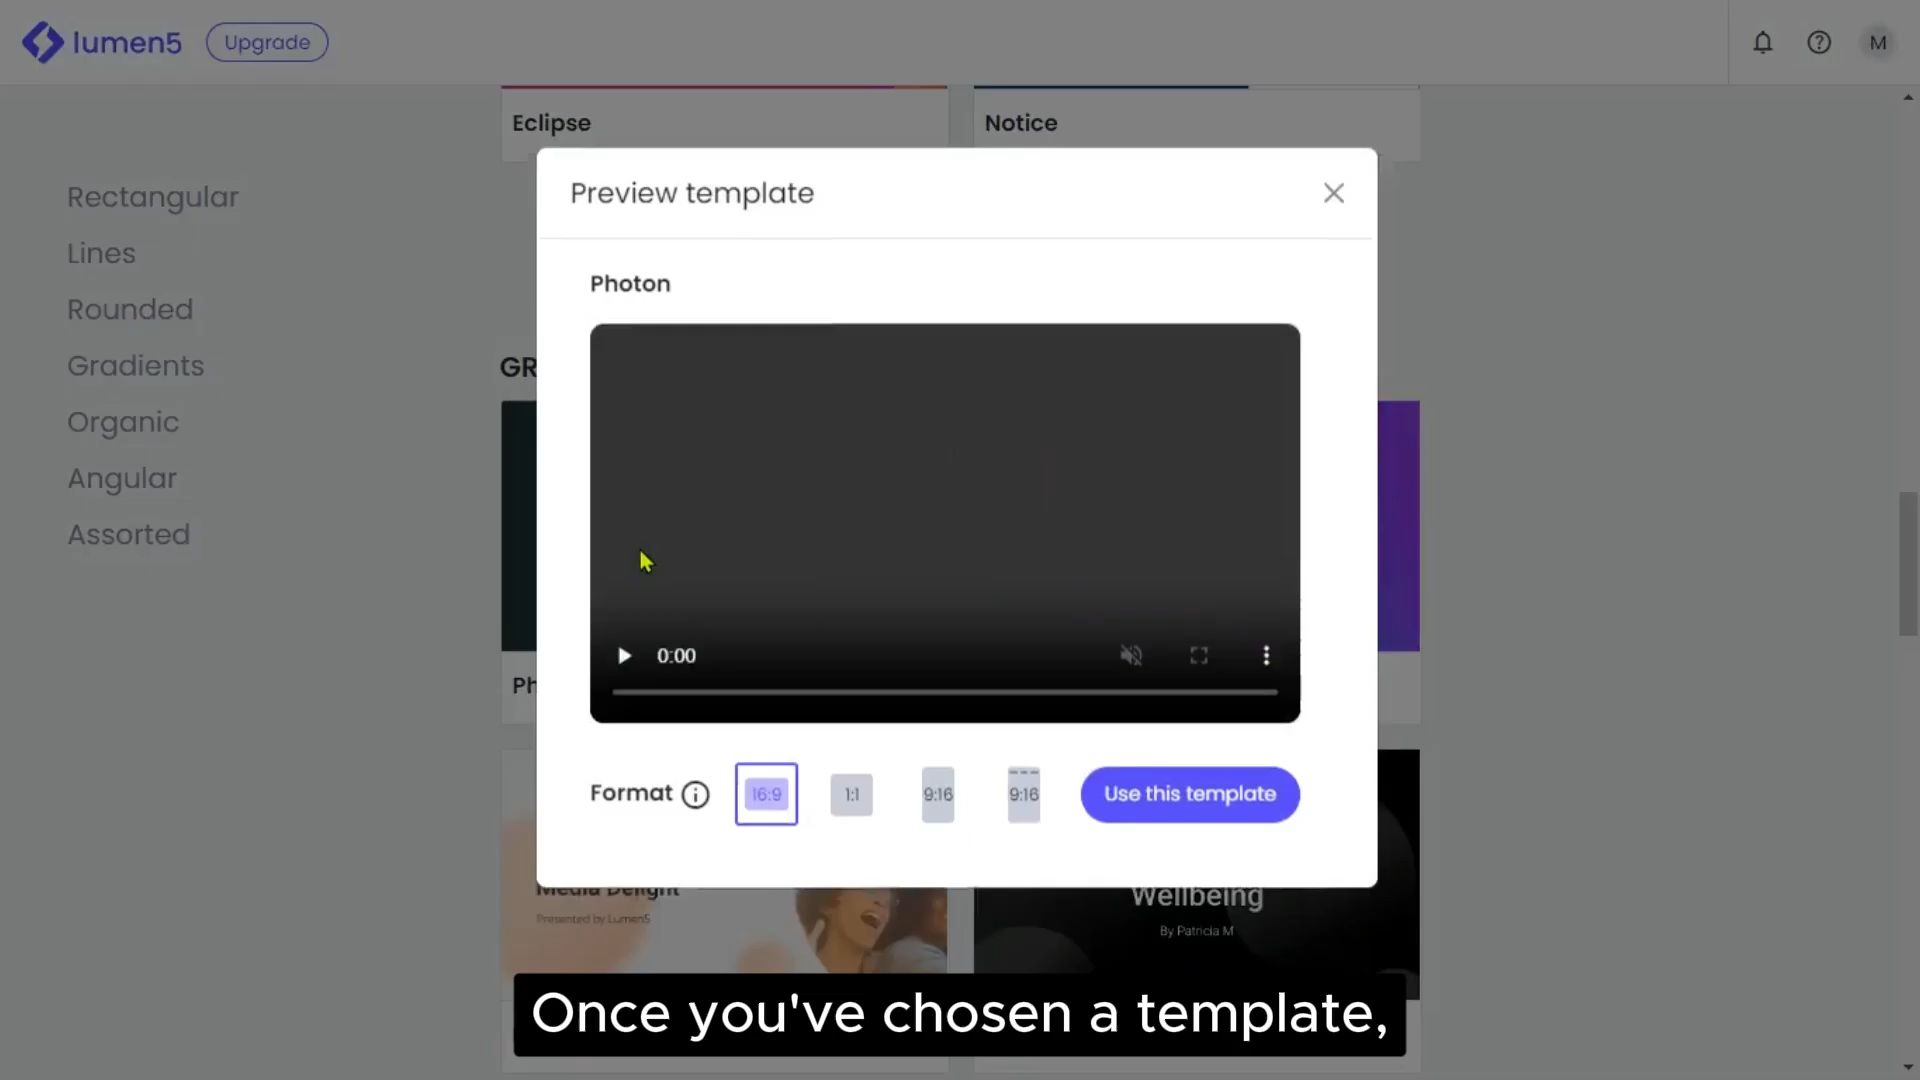 lumen5
Upgrade
M
Eclipse
Notice
Rectangular
Lines
Rounded
Gradients
Organic
Angular
Assorted
Preview template
Photon
GR
0:00
Ph
Format
16:9
1:1
9:16
9:16
Use this template
Media Delight
Presented by Lumen5
Wellbeing
By Patricia M
Once you've chosen a template,